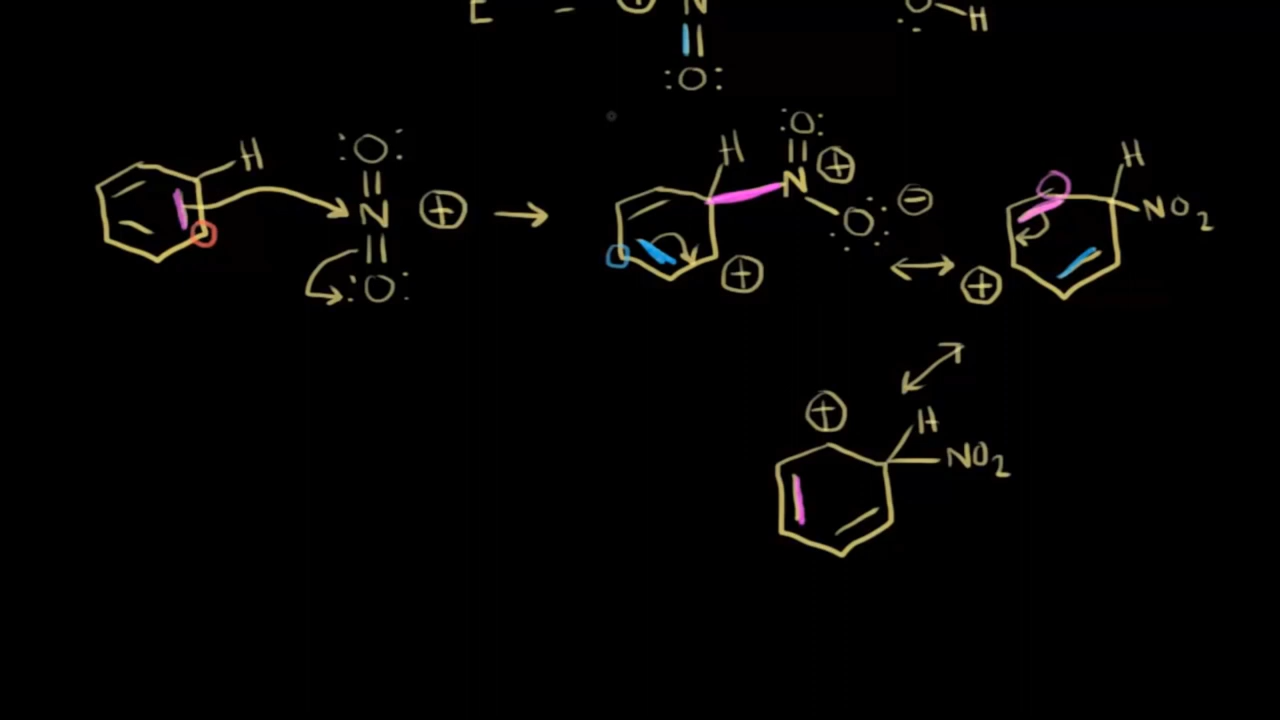 E - ⊕ N
:O-H
:O:
H :O: H :O: H
N ⊕ N ⊕ NO2
:O: ⊖
:O: ⊕ ⊕
⊕ H
NO2